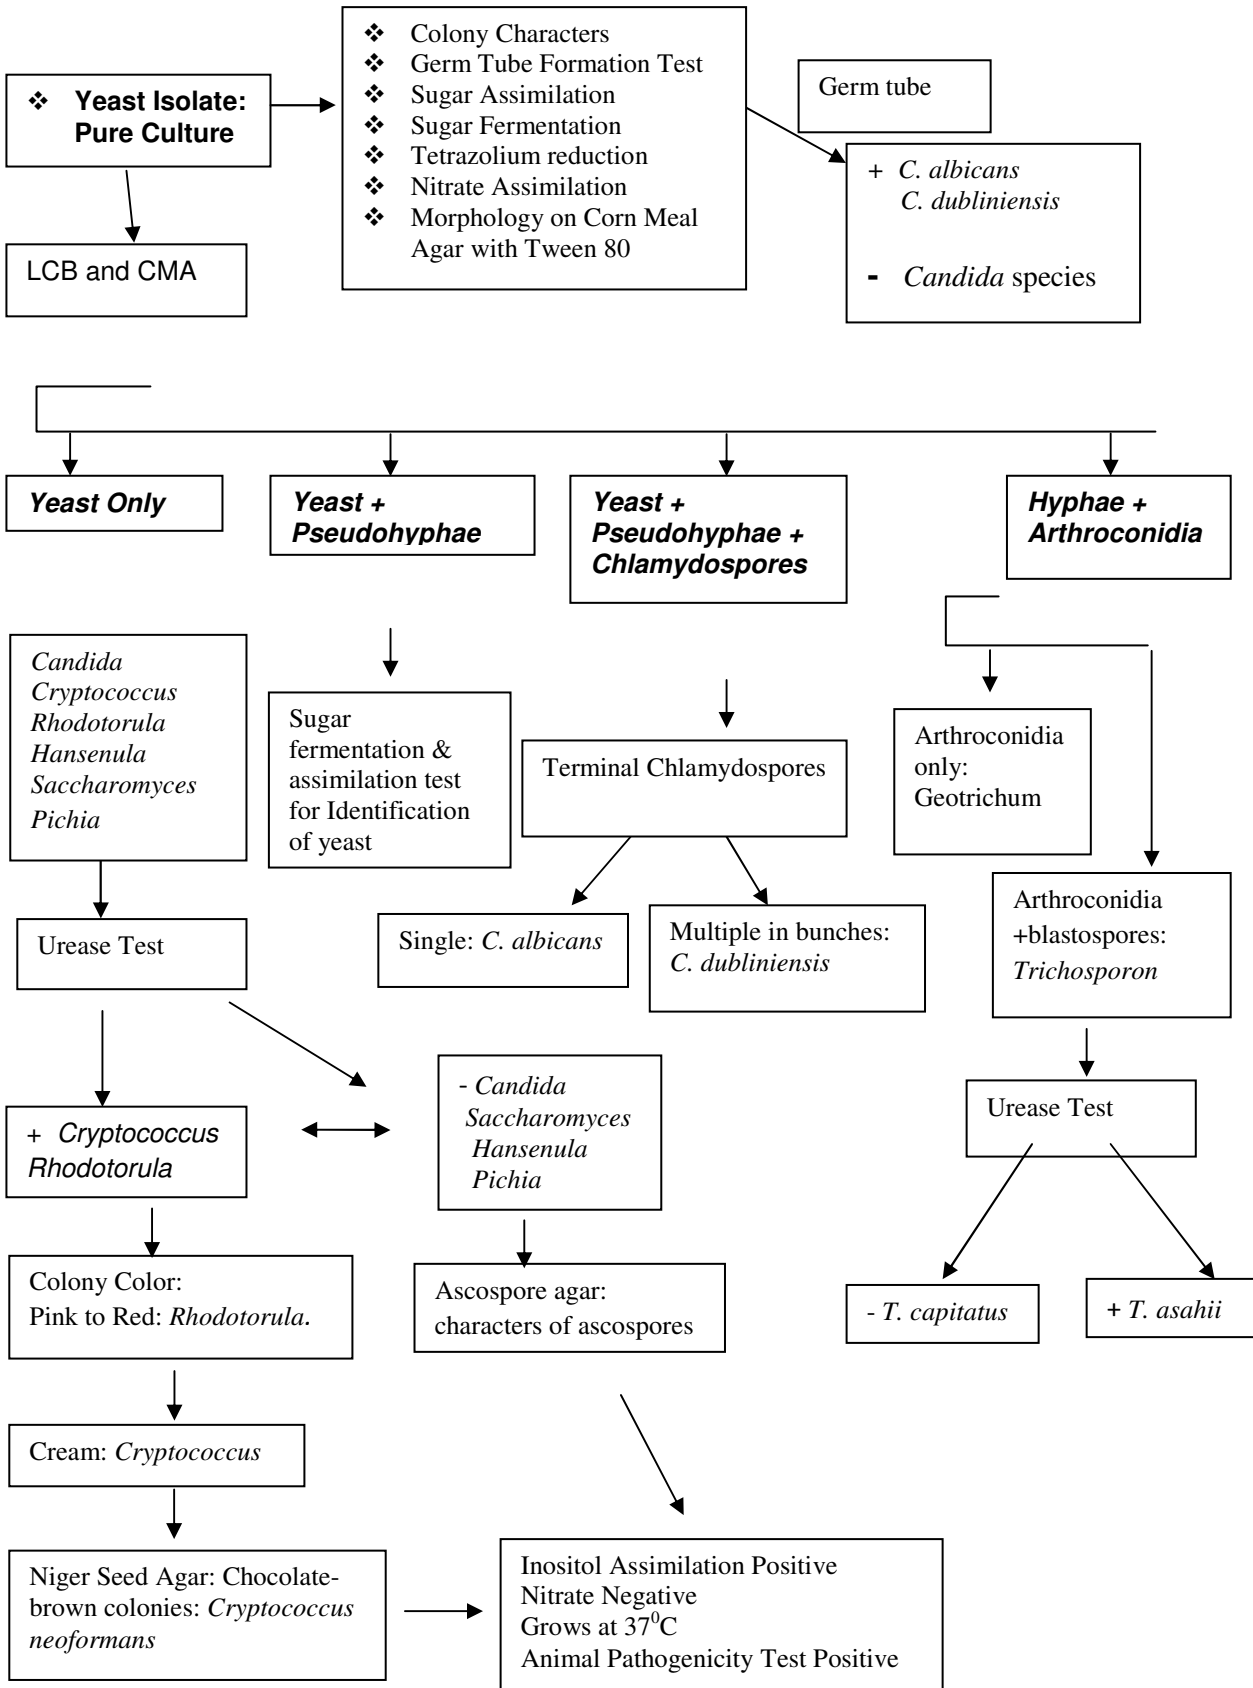 ❖ Yeast Isolate:
Pure Culture
❖ Colony Characters
❖ Germ Tube Formation Test
❖ Sugar Assimilation
❖ Sugar Fermentation
❖ Tetrazolium reduction
❖ Nitrate Assimilation
❖ Morphology on Corn Meal
Agar with Tween 80
Germ tube
+ C. albicans
C. dubliniensis
- Candida species
LCB and CMA
Yeast Only
Yeast +
Pseudohyphae
Yeast +
Pseudohyphae +
Chlamydospores
Hyphae +
Arthroconidia
Candida
Cryptococcus
Rhodotorula
Hansenula
Saccharomyces
Pichia
Sugar
fermentation &
assimilation test
for Identification
of yeast
Terminal Chlamydospores
Arthroconidia
only:
Geotrichum
Single: C. albicans
Multiple in bunches:
C. dubliniensis
Arthroconidia
+blastospores:
Trichosporon
Urease Test
+ Cryptococcus
Rhodotorula
- Candida
Saccharomyces
Hansenula
Pichia
Urease Test
Colony Color:
Pink to Red: Rhodotorula.
Ascospore agar:
characters of ascospores
- T. capitatus
+ T. asahii
Cream: Cryptococcus
Niger Seed Agar: Chocolate-
brown colonies: Cryptococcus
neoformans
Inositol Assimilation Positive
Nitrate Negative
Grows at 37⁰C
Animal Pathogenicity Test Positive